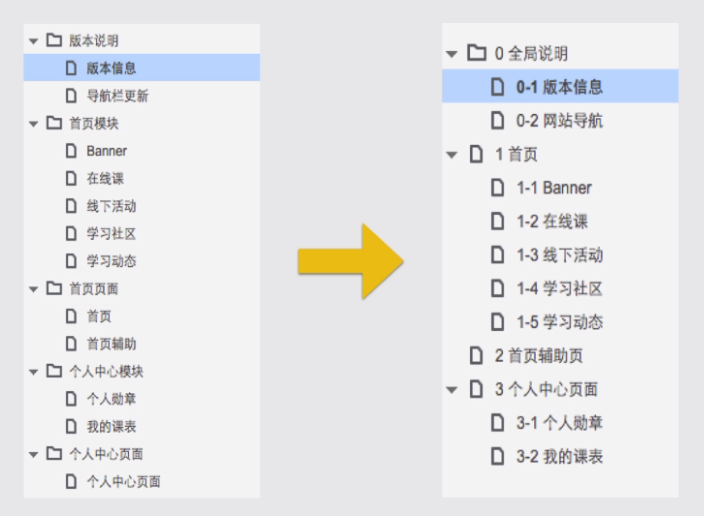 版本说明
版本信息
导航栏更新
首页模块
Banner
在线课
线下活动
学习社区
学习动态
首页页面
首页
首页辅助
个人中心模块
个人勋章
我的课表
个人中心页面
个人中心页面
0 全局说明
0-1 版本信息
0-2 网站导航
1 首页
1-1 Banner
1-2 在线课
1-3 线下活动
1-4 学习社区
1-5 学习动态
2 首页辅助页
3 个人中心页面
3-1 个人勋章
3-2 我的课表